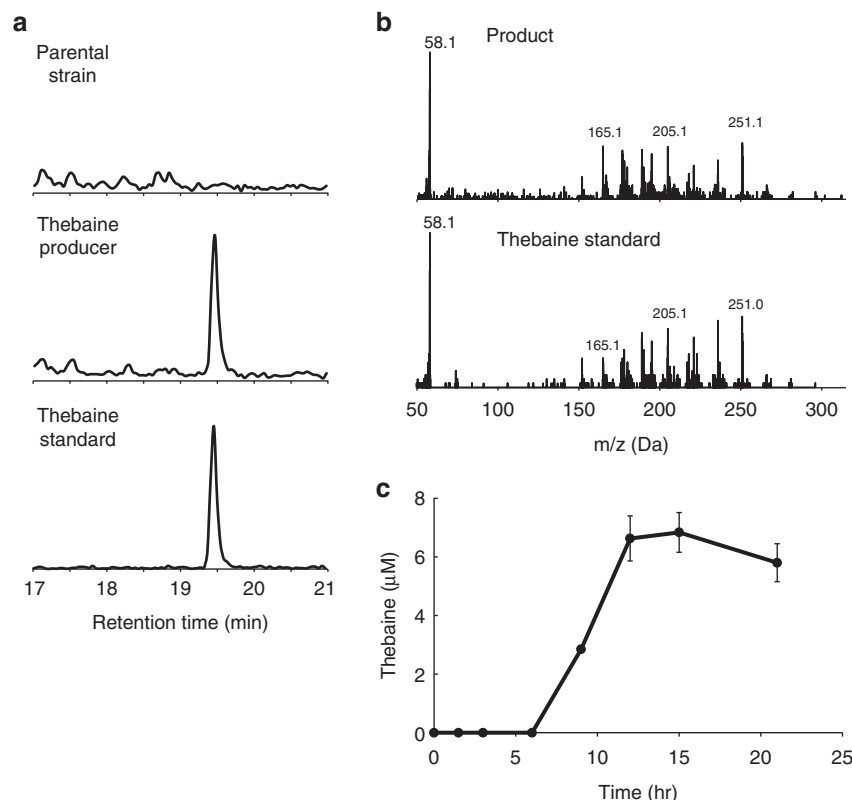 a
Parental
strain
Thebaine
producer
Thebaine
standard
17 18 19 20 21
Retention time (min)
b
Product
58.1
165.1
205.1
251.1
Thebaine standard
58.1
165.1
205.1
251.0
50 100 150 200 250 300
m/z (Da)
c
8
6
4
2
0
Thebaine (μM)
0 5 10 15 20 25
Time (hr)